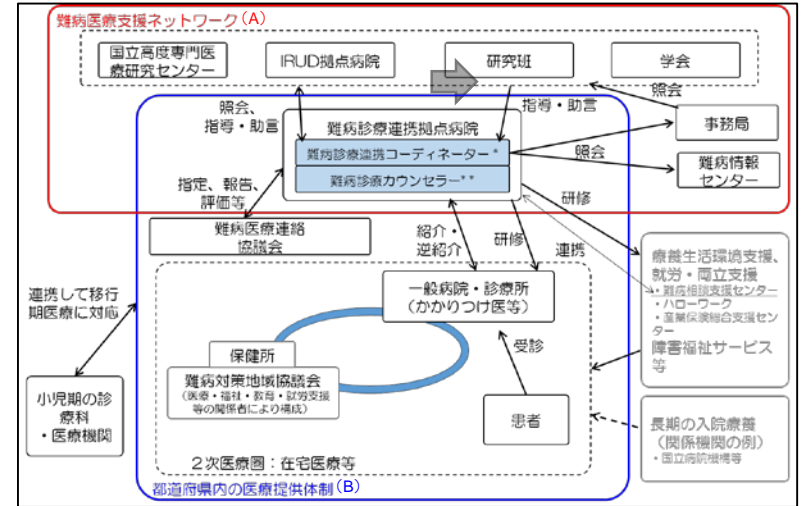 難病医療支援ネットワーク(A)
国立高度専門医
療研究センター
IRUD拠点病院
研究班
学会
照会、
指導・助言
難病診療連携拠点病院
指導・助言
照会
事務局
難病診療連携コーディネーター*
難病診療カウンセラー**
照会
難病情報
センター
指定、報告、
評価等
研修
難病医療連絡
協議会
紹介・
逆紹介
研修
連携
療養生活環境支援、
就労・両立支援
・難病相談支援センター
・ハローワーク
・産業保険総合支援セン
ター
障害福祉サービス
等
一般病院・診療所
(かかりつけ医等)
連携して移行
期医療に対応
保健所
受診
難病対策地域協議会
(医療・福祉・教育・就労支援
等の関係者により構成)
小児期の診
療科
・医療機関
患者
長期の入院療養
(関係機関の例)
・国立病院機構等
2次医療圏:在宅医療等
都道府県内の医療提供体制(B)